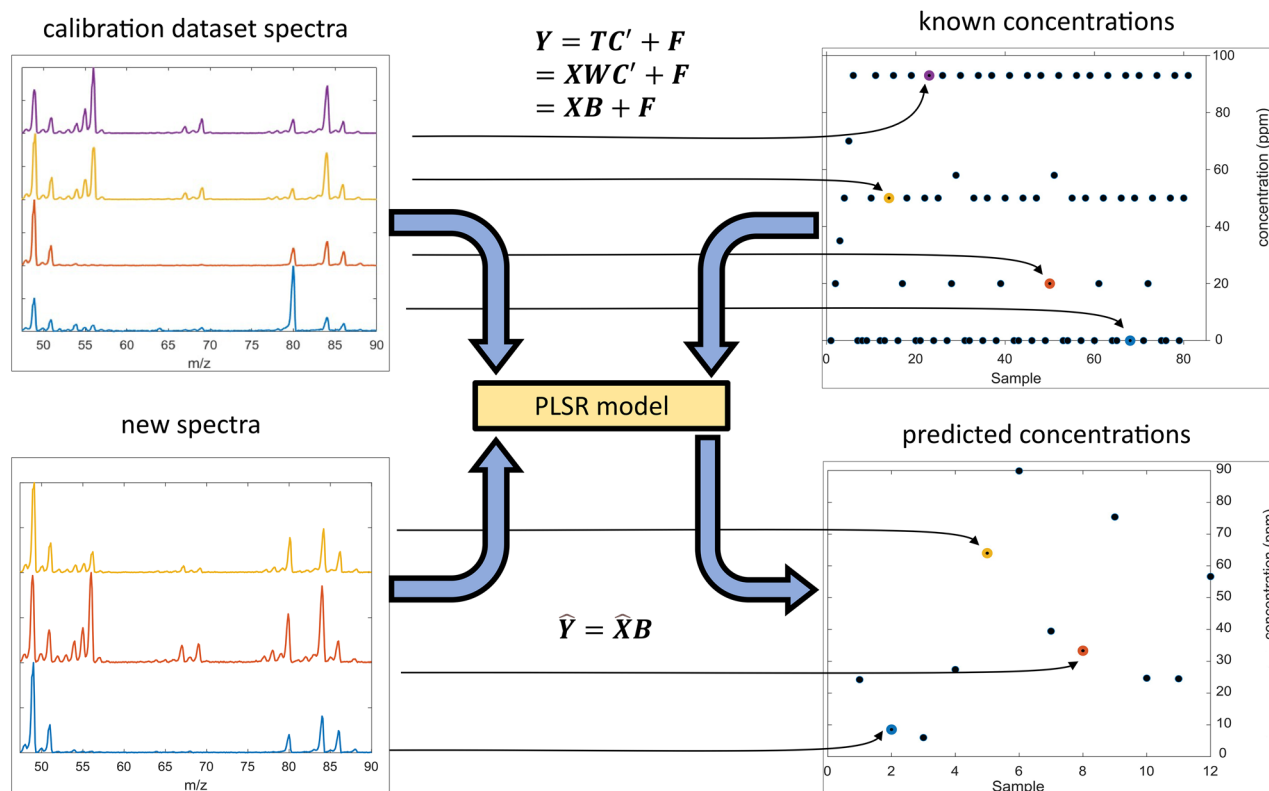 calibration dataset spectra
Y = TC′ + F
= XWC′ + F
= XB + F
known concentrations
50 55 60 65 70 75 80 85 90
m/z
100
80
60
40
20
0
concentration (ppm)
0 20 40 60 80
Sample
PLSR model
new spectra
predicted concentrations
50 55 60 65 70 75 80 85 90
m/z
Ŷ = X̂B
90
80
70
60
50
40
30
20
10
0
concentration (ppm)
0 2 4 6 8 10 12
Sample